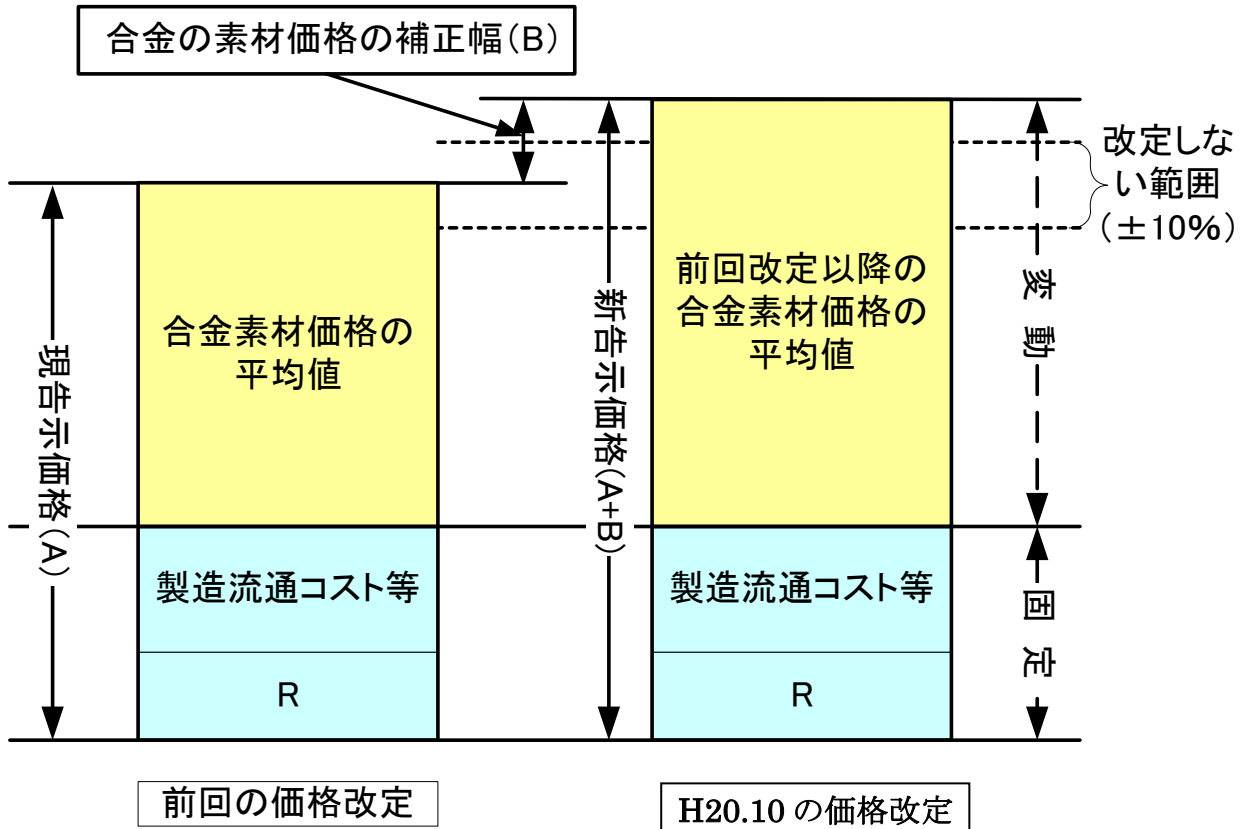 合金の素材価格の補正幅(B)
改定しな
い範囲
(±10%)
現告示価格(A)
合金素材価格の
平均値
新告示価格(A+B)
前回改定以降の
合金素材価格の
平均値
変動
製造流通コスト等
製造流通コスト等
固定
R
R
前回の価格改定
H20.10 の価格改定